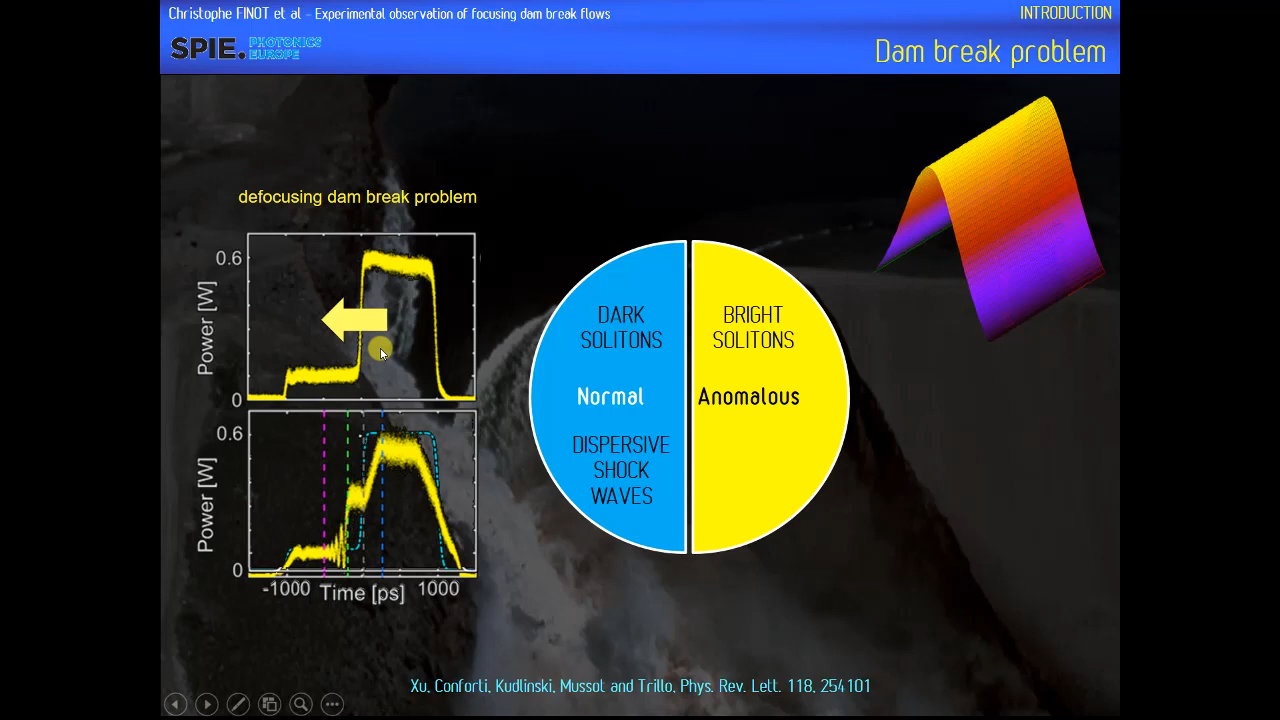 Christophe FINOT et al - Experimental observation of focusing dam break flows
INTRODUCTION
SPIE. PHOTONICS
EUROPE
Dam break problem
defocusing dam break problem
0.6
Power [W]
0
0.6
Power [W]
0
-1000
Time [ps]
1000
DARK
SOLITONS
Normal
DISPERSIVE
SHOCK
WAVES
BRIGHT
SOLITONS
Anomalous
Xu, Conforti, Kudlinski, Mussot and Trillo, Phys. Rev. Lett. 118, 254101